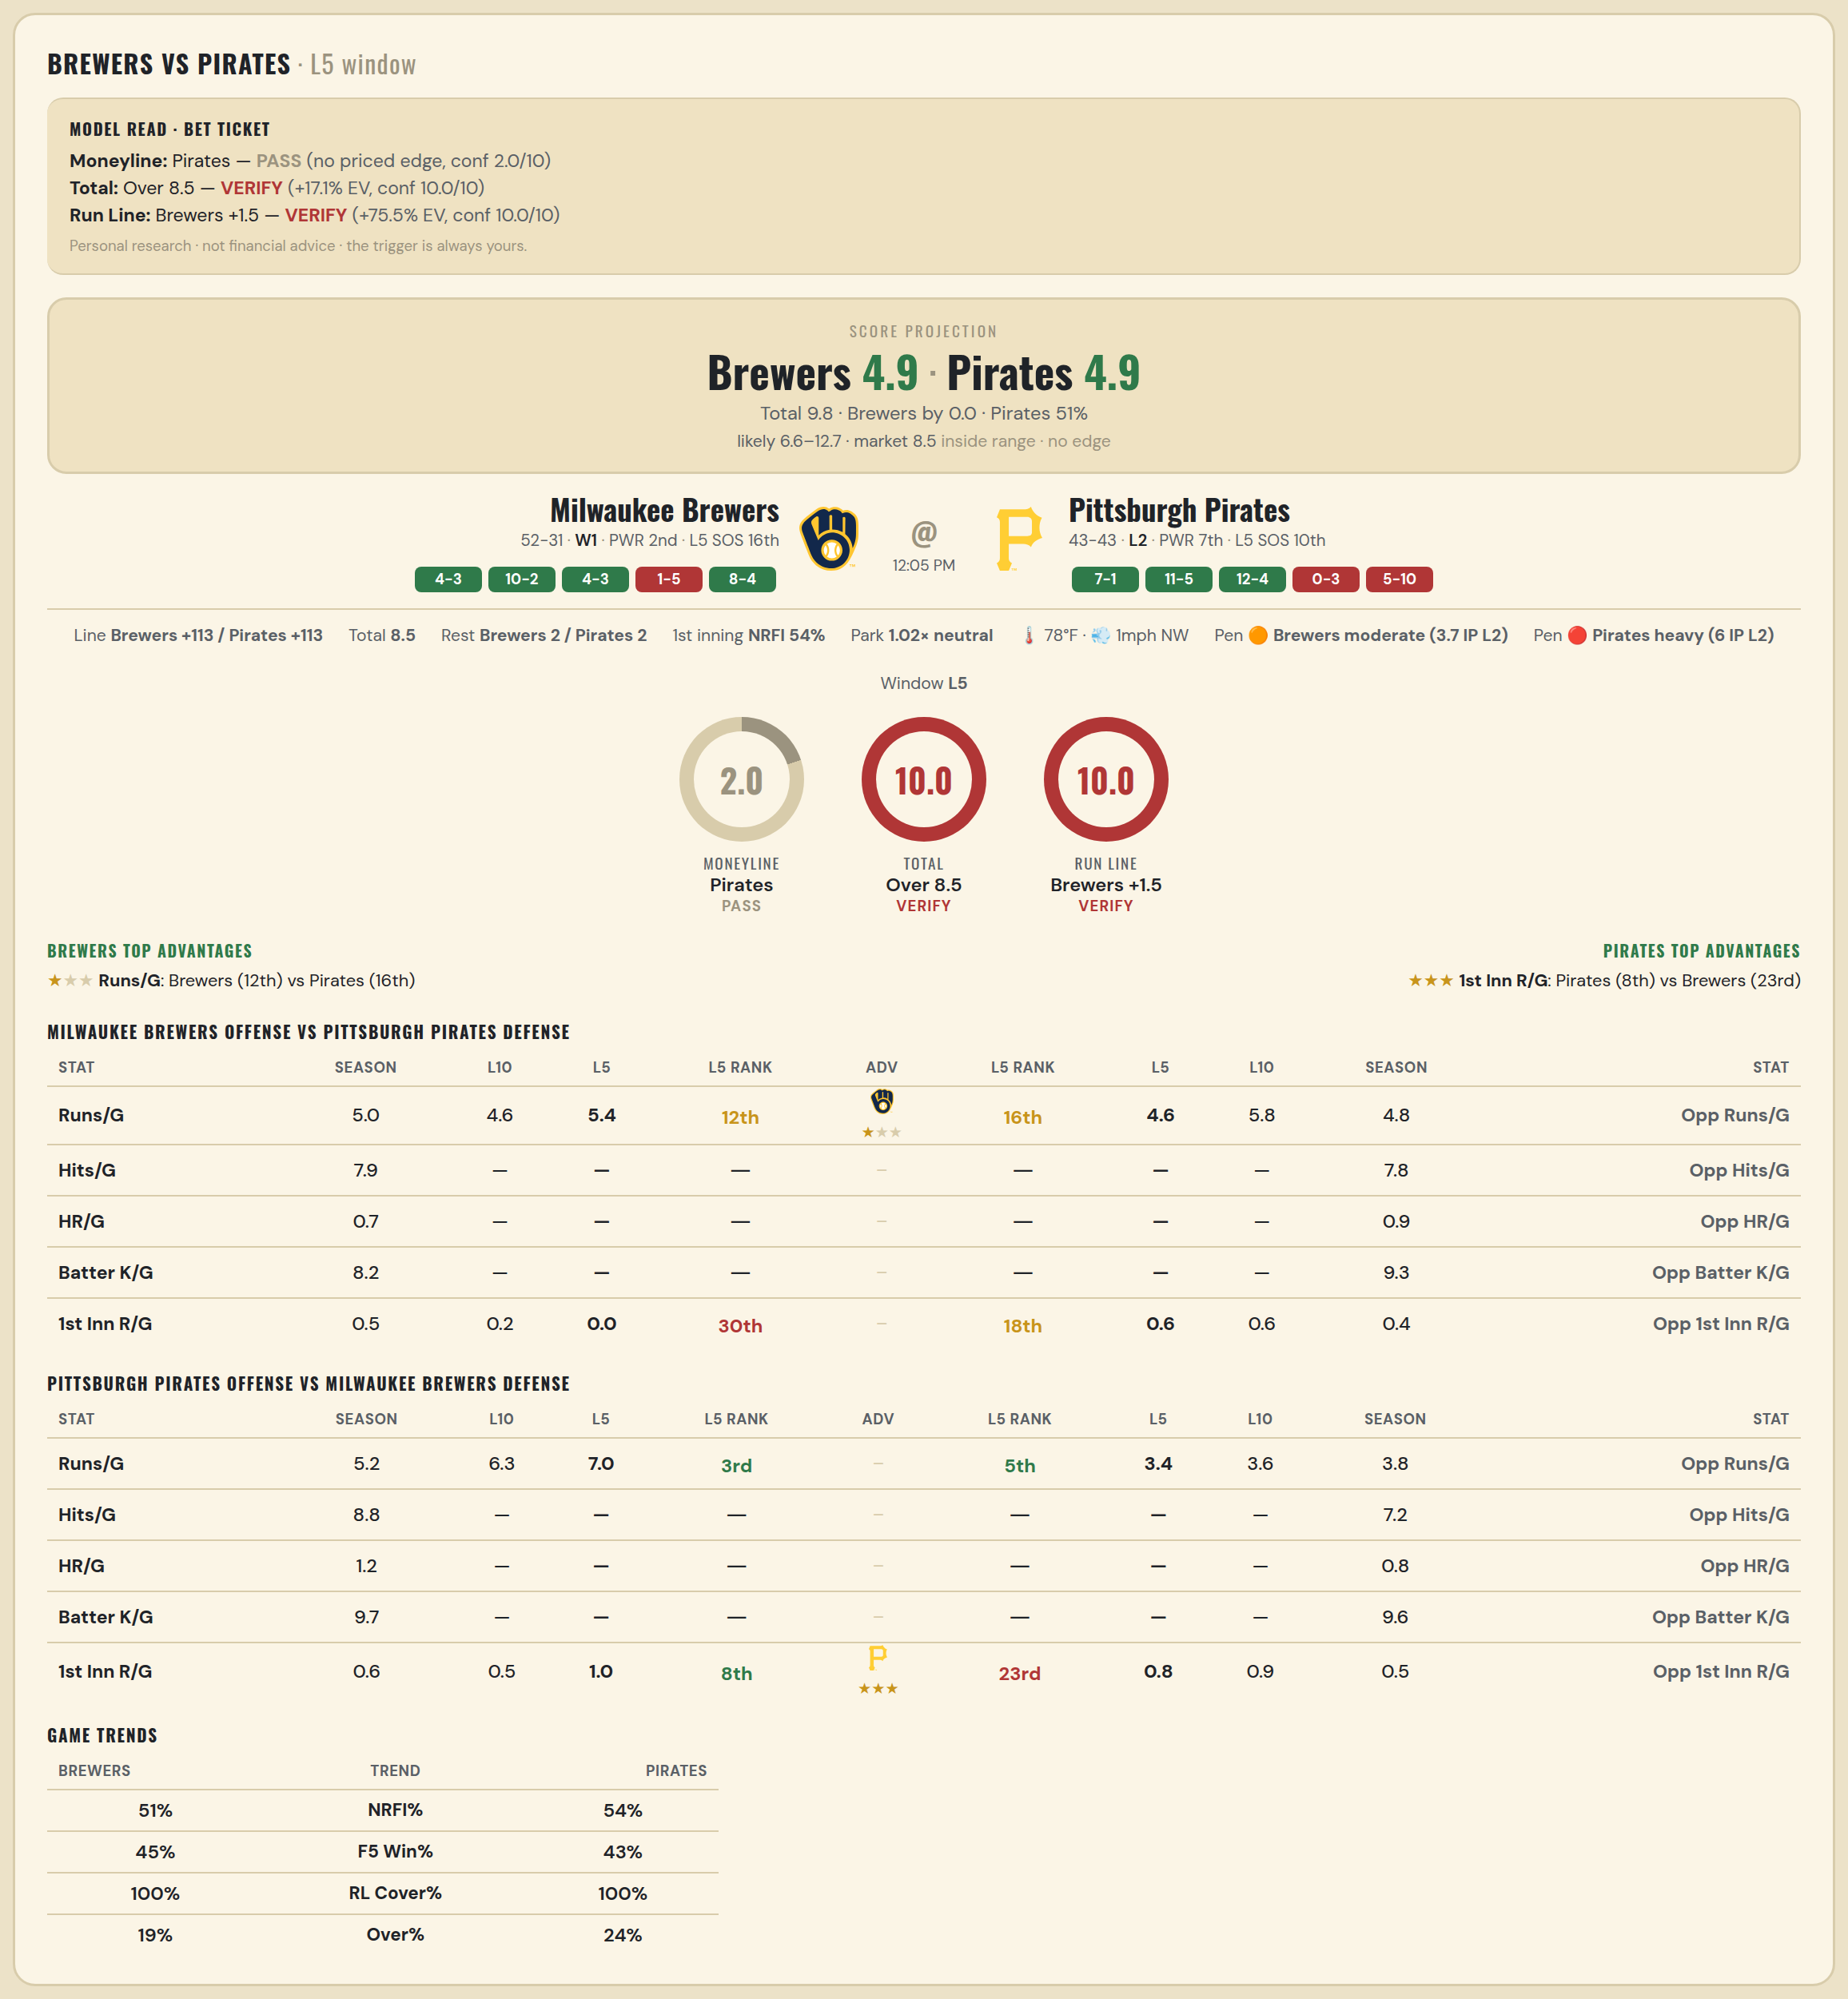 BREWERS VS PIRATES · L5 window
MODEL READ · BET TICKET
Moneyline: Pirates — PASS (no priced edge, conf 2.0/10)
Total: Over 8.5 — VERIFY (+17.1% EV, conf 10.0/10)
Run Line: Brewers +1.5 — VERIFY (+75.5% EV, conf 10.0/10)
Personal research · not financial advice · the trigger is always yours.
SCORE PROJECTION
Brewers 4.9 · Pirates 4.9
Total 9.8 · Brewers by 0.0 · Pirates 51%
likely 6.6–12.7 · market 8.5 inside range · no edge
Milwaukee Brewers
52-31 · W1 · PWR 2nd · L5 SOS 16th
4-3 10-2 4-3 1-5 8-4
@
12:05 PM
P
Pittsburgh Pirates
43-43 · L2 · PWR 7th · L5 SOS 10th
7-1 11-5 12-4 0-3 5-10
Line Brewers +113 / Pirates +113 Total 8.5 Rest Brewers 2 / Pirates 2 1st inning NRFI 54% Park 1.02× neutral 🌡️ 78°F · 💨 1mph NW Pen 🟠 Brewers moderate (3.7 IP L2) Pen 🔴 Pirates heavy (6 IP L2)
Window L5
2.0 10.0 10.0
MONEYLINE TOTAL RUN LINE
Pirates Over 8.5 Brewers +1.5
PASS VERIFY VERIFY
BREWERS TOP ADVANTAGES
★★★ Runs/G: Brewers (12th) vs Pirates (16th)
PIRATES TOP ADVANTAGES
★★★ 1st Inn R/G: Pirates (8th) vs Brewers (23rd)
MILWAUKEE BREWERS OFFENSE VS PITTSBURGH PIRATES DEFENSE
STAT SEASON L10 L5 L5 RANK ADV L5 RANK L5 L10 SEASON STAT
Runs/G 5.0 4.6 5.4 12th ★★★ 16th 4.6 5.8 4.8 Opp Runs/G
Hits/G 7.9 — — — – — — — 7.8 Opp Hits/G
HR/G 0.7 — — — – — — — 0.9 Opp HR/G
Batter K/G 8.2 — — — – — — — 9.3 Opp Batter K/G
1st Inn R/G 0.5 0.2 0.0 30th – 18th 0.6 0.6 0.4 Opp 1st Inn R/G
PITTSBURGH PIRATES OFFENSE VS MILWAUKEE BREWERS DEFENSE
STAT SEASON L10 L5 L5 RANK ADV L5 RANK L5 L10 SEASON STAT
Runs/G 5.2 6.3 7.0 3rd – 5th 3.4 3.6 3.8 Opp Runs/G
Hits/G 8.8 — — — – — — — 7.2 Opp Hits/G
HR/G 1.2 — — — – — — — 0.8 Opp HR/G
Batter K/G 9.7 — — — – — — — 9.6 Opp Batter K/G
1st Inn R/G 0.6 0.5 1.0 8th P ★★★ 23rd 0.8 0.9 0.5 Opp 1st Inn R/G
GAME TRENDS
BREWERS TREND PIRATES
51% NRFI% 54%
45% F5 Win% 43%
100% RL Cover% 100%
19% Over% 24%